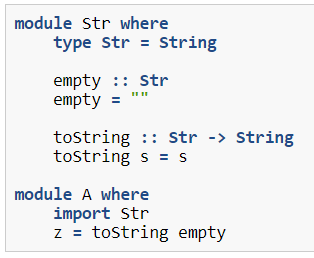 module Str where
    type Str = String

    empty :: Str
    empty = ""

    toString :: Str -> String
    toString s = s

module A where
    import Str
    z = toString empty